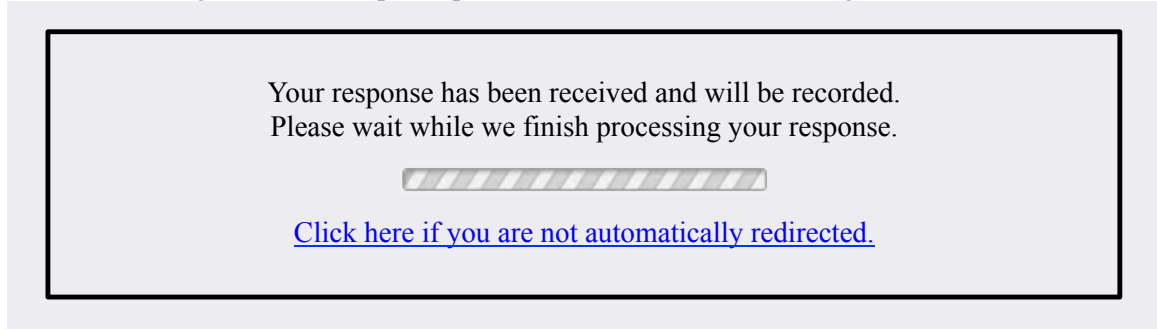 Your response has been received and will be recorded.
Please wait while we finish processing your response.
Click here if you are not automatically redirected.